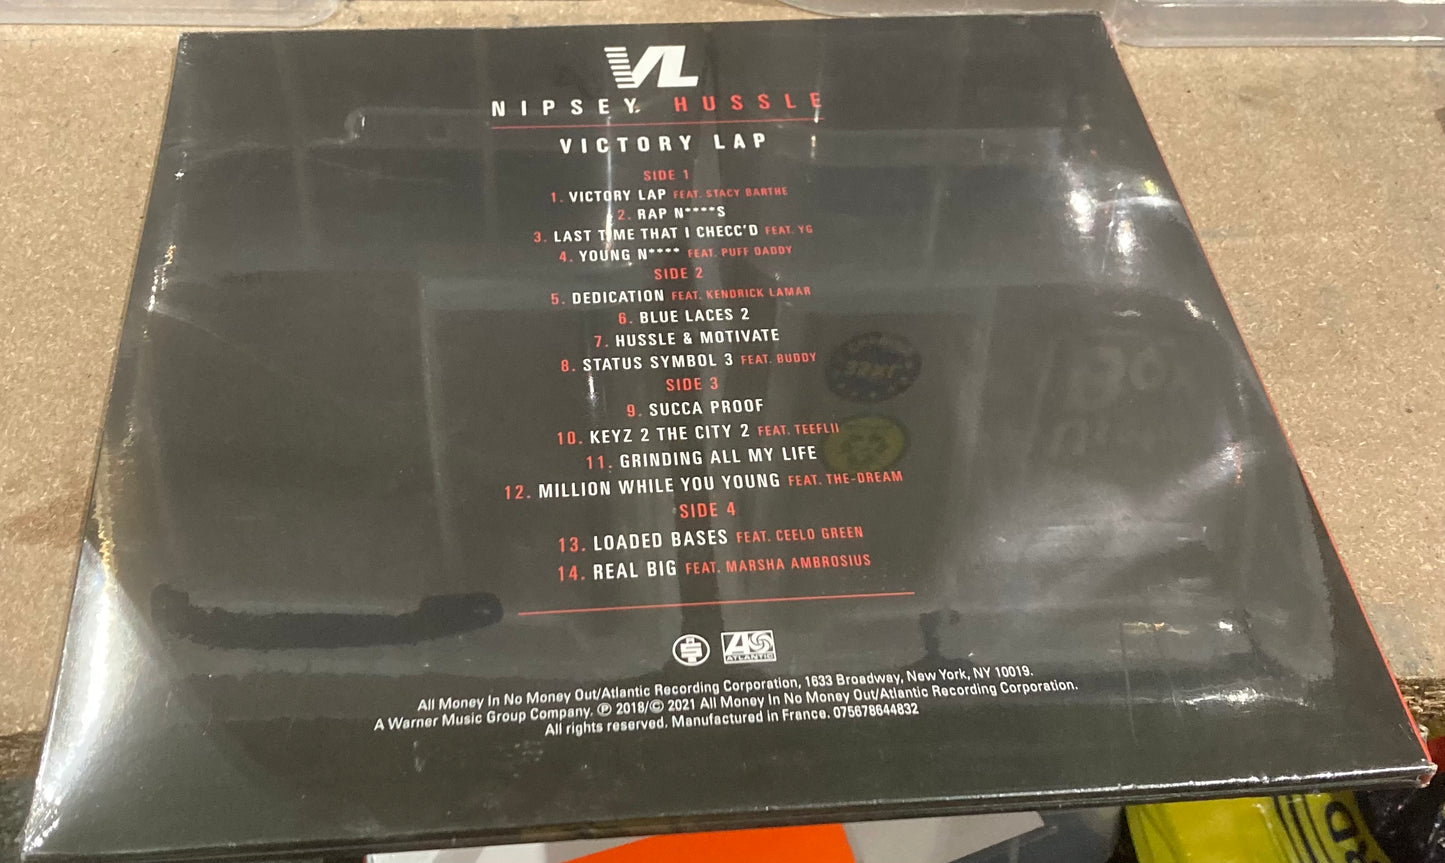 VL
NIPSEY HUSSLE
VICTORY LAP
SIDE 1
1. VICTORY LAP FEAT. STACY BARTHE
2. RAP N****S
3. LAST TIME THAT I CHECC'D FEAT. YG
4. YOUNG N**** FEAT. PUFF DADDY
SIDE 2
5. DEDICATION FEAT. KENDRICK LAMAR
6. BLUE LACES 2
7. HUSSLE & MOTIVATE
8. STATUS SYMBOL 3 FEAT. BUDDY
SIDE 3
9. SUCCA PROOF
10. KEYZ 2 THE CITY 2 FEAT. TEEFLII
11. GRINDING ALL MY LIFE
12. MILLION WHILE YOU YOUNG FEAT. THE-DREAM
SIDE 4
13. LOADED BASES FEAT. CEELO GREEN
14. REAL BIG FEAT. MARSHA AMBROSIUS
ATLANTIC
All Money In No Money Out/Atlantic Recording Corporation, 1633 Broadway, New York, NY 10019.
A Warner Music Group Company. ℗ 2018/© 2021 All Money In No Money Out/Atlantic Recording Corporation.
All rights reserved. Manufactured in France. 075678644832